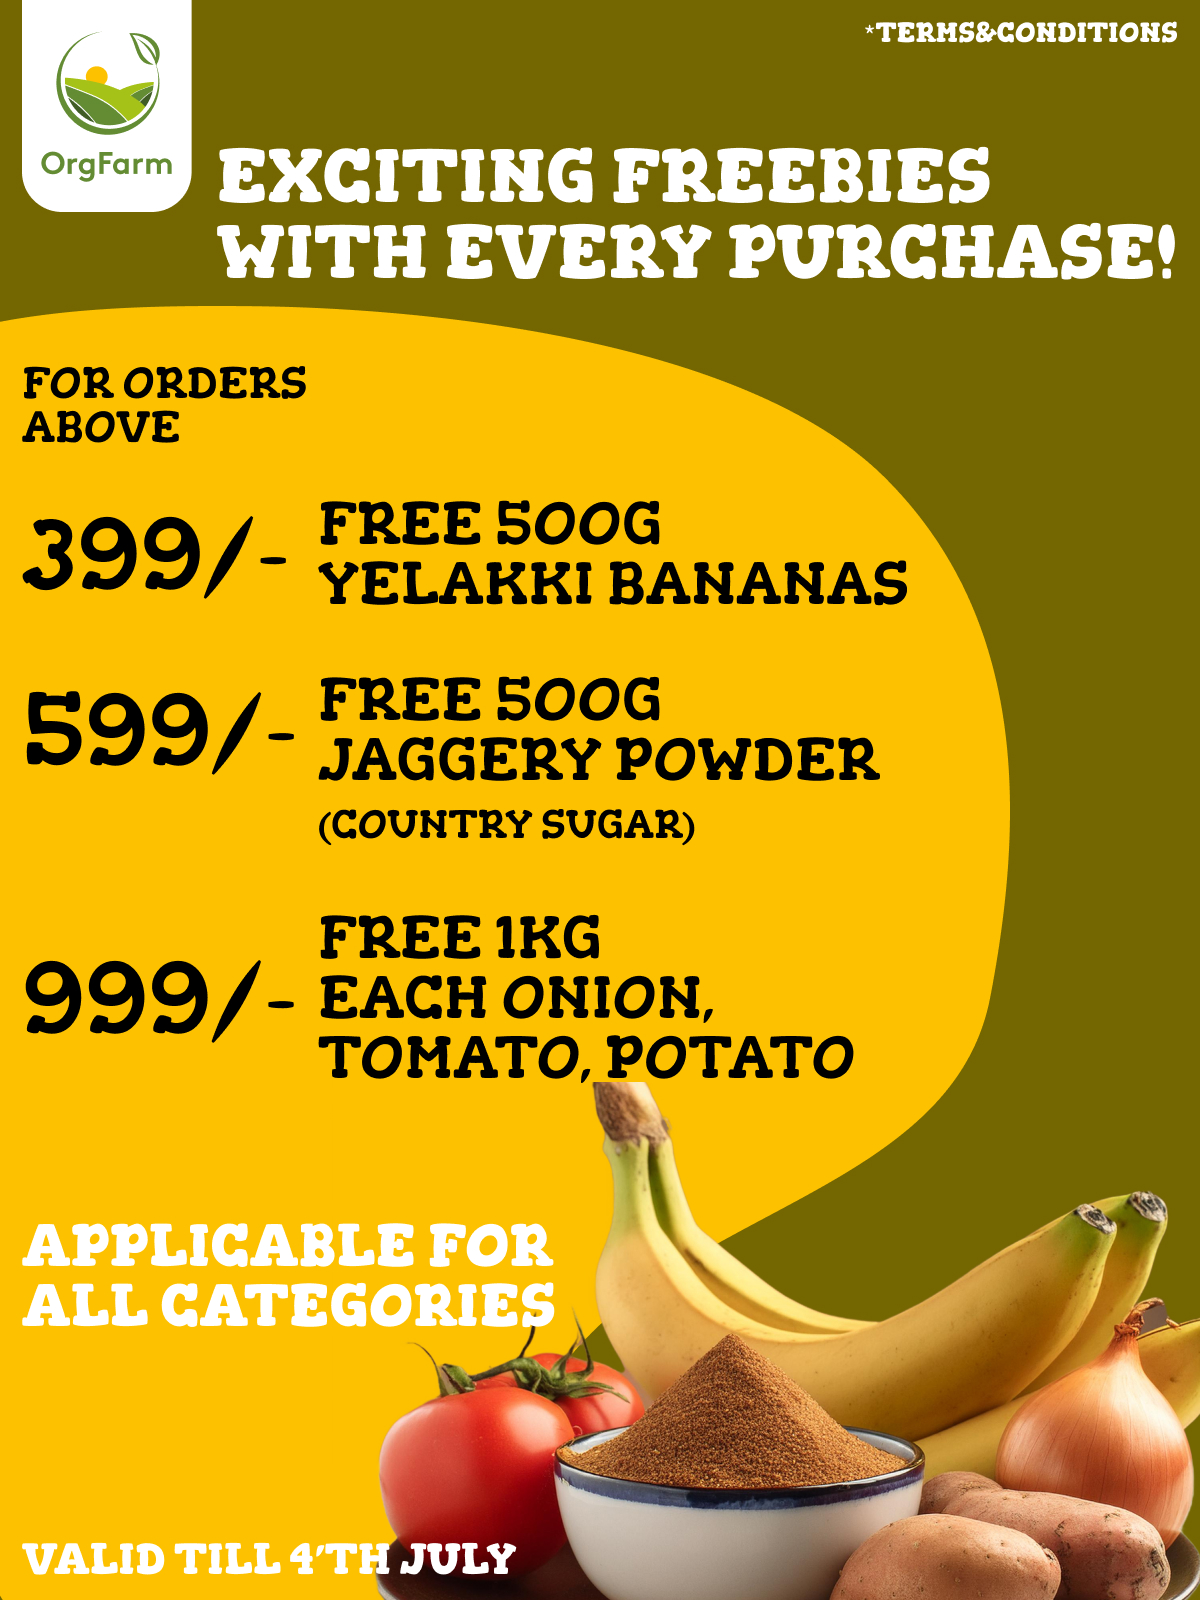 *TERMS&CONDITIONS
OrgFarm
EXCITING FREEBIES
WITH EVERY PURCHASE!
FOR ORDERS
ABOVE
399/-
FREE 500G
YELAKKI BANANAS
599/-
FREE 500G
JAGGERY POWDER
(COUNTRY SUGAR)
999/-
FREE 1KG
EACH ONION,
TOMATO, POTATO
APPLICABLE FOR
ALL CATEGORIES
VALID TILL 4'TH JULY